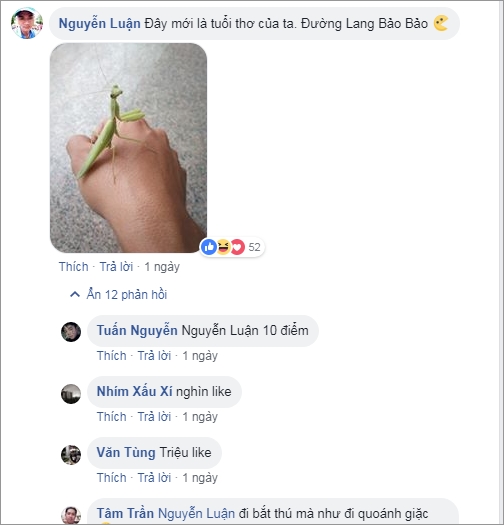 Nguyễn Luận Đây mới là tuổi thơ của ta. Đường Lang Bảo Bảo
52
Thích · Trả lời · 1 ngày
Ẩn 12 phản hồi
Tuấn Nguyễn Nguyễn Luận 10 điểm
Thích · Trả lời · 1 ngày
Nhím Xấu Xí nghìn like
Thích · Trả lời · 1 ngày
Văn Tùng Triệu like
Thích · Trả lời · 1 ngày
Tâm Trần Nguyễn Luận đi bắt thú mà như đi quoánh giặc